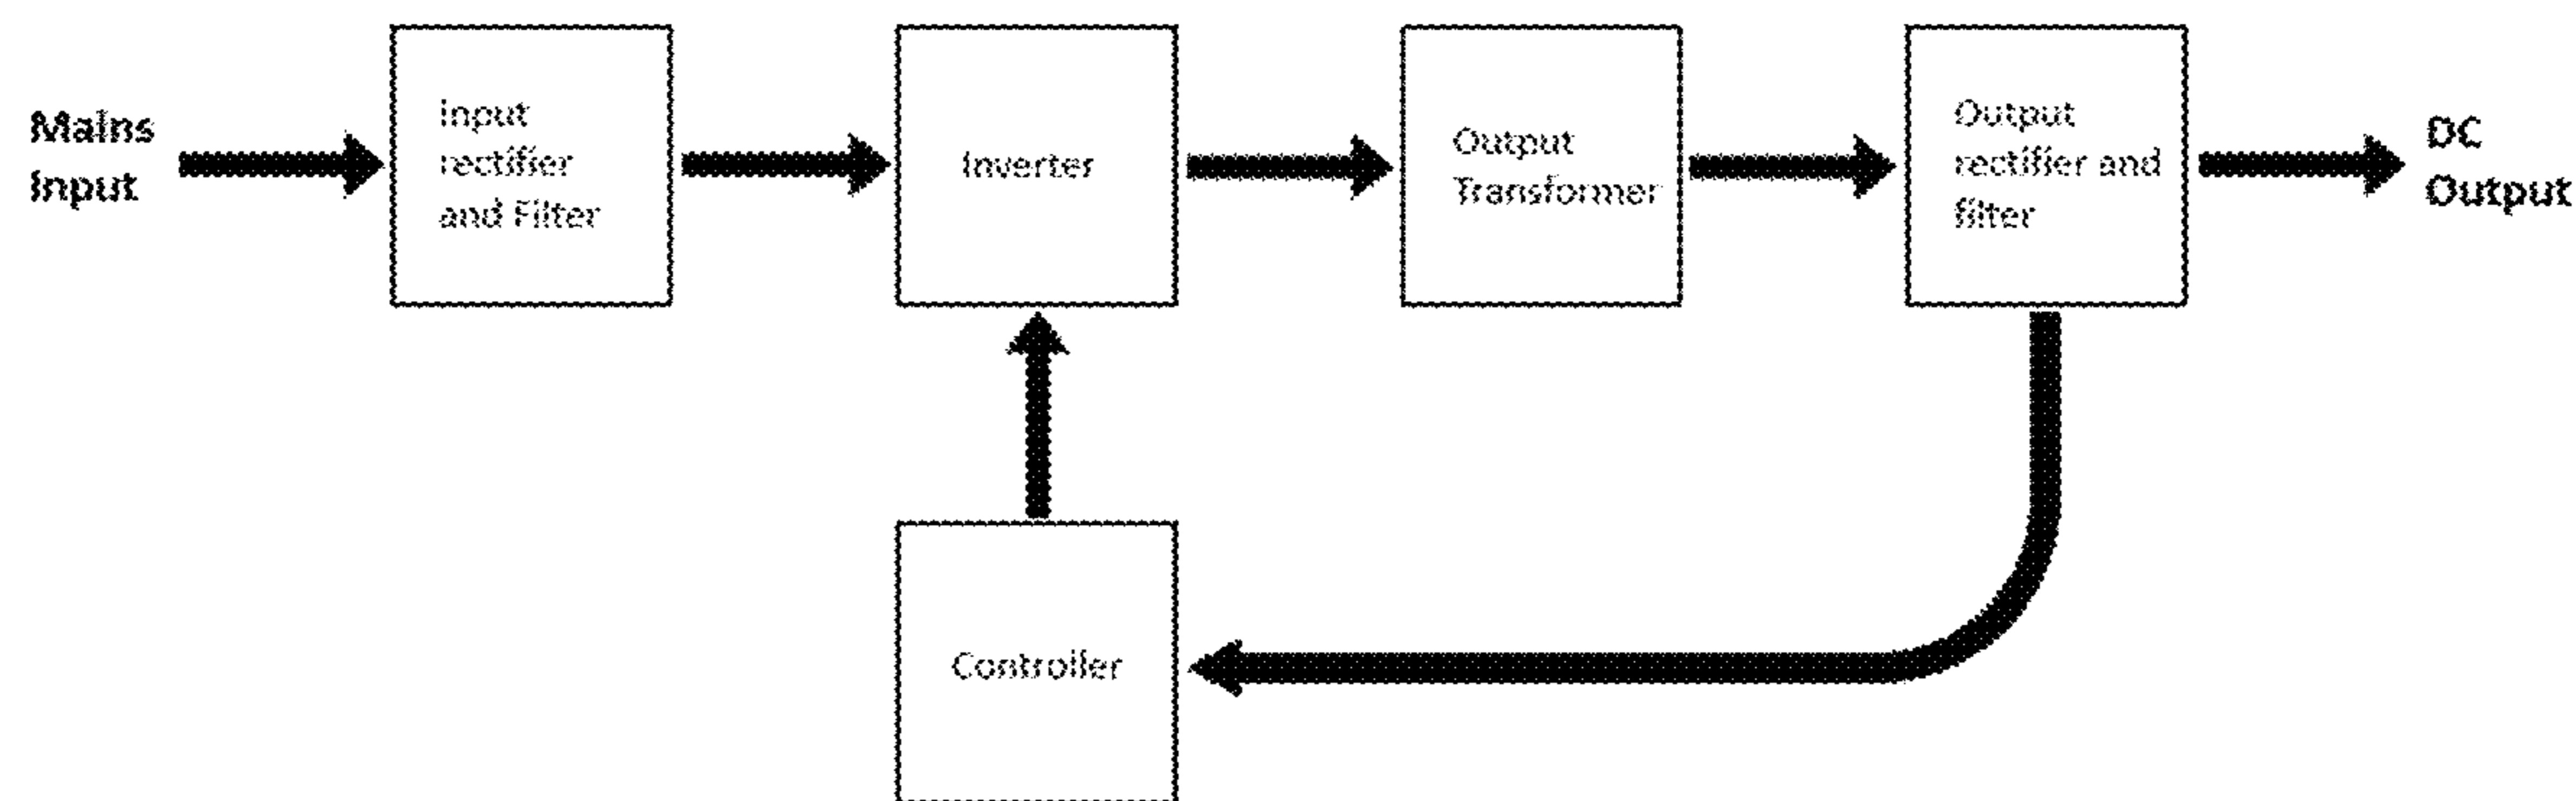 Mains
Input
Input
rectifier
and Filter
Inverter
Output
Transformer
Output
rectifier and
filter
DC
Output
Controller